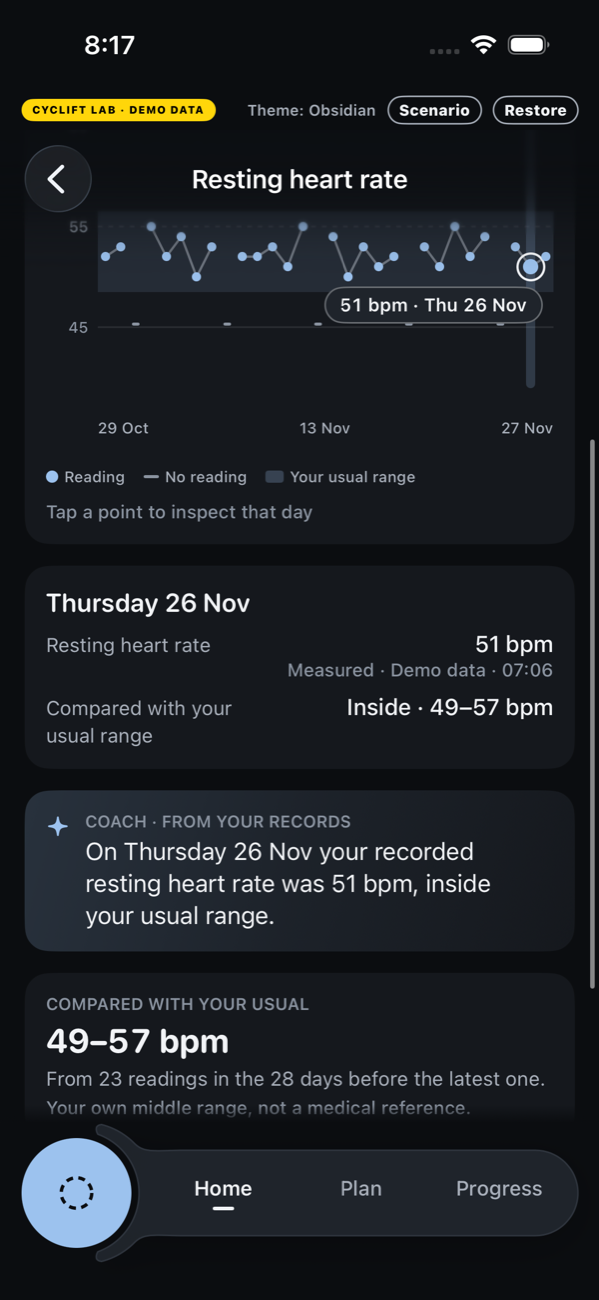 8:17
CYCLIFT LAB · DEMO DATA
Theme: Obsidian
Scenario
Restore
Resting heart rate
55
51 bpm · Thu 26 Nov
45
29 Oct
13 Nov
27 Nov
Reading
No reading
Your usual range
Tap a point to inspect that day
Thursday 26 Nov
Resting heart rate
51 bpm
Measured · Demo data · 07:06
Compared with your
usual range
Inside · 49–57 bpm
COACH · FROM YOUR RECORDS
On Thursday 26 Nov your recorded
resting heart rate was 51 bpm, inside
your usual range.
COMPARED WITH YOUR USUAL
49–57 bpm
From 23 readings in the 28 days before the latest one.
Your own middle range, not a medical reference.
Home
Plan
Progress